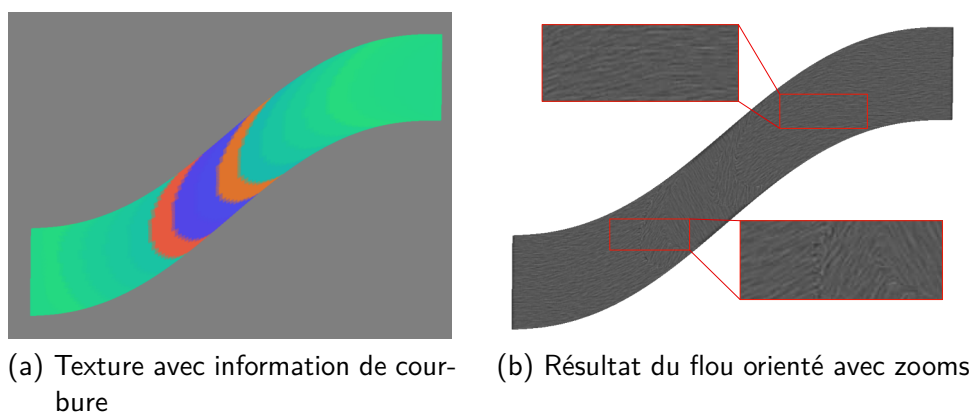 (a) Texture avec information de cour-
bure
(b) Résultat du flou orienté avec zooms